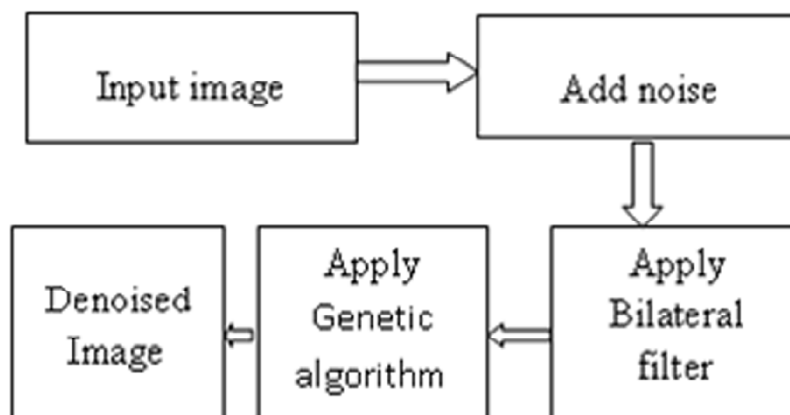 Input image
Add noise
Apply
Bilateral
filter
Apply
Genetic
algorithm
Denoised
Image